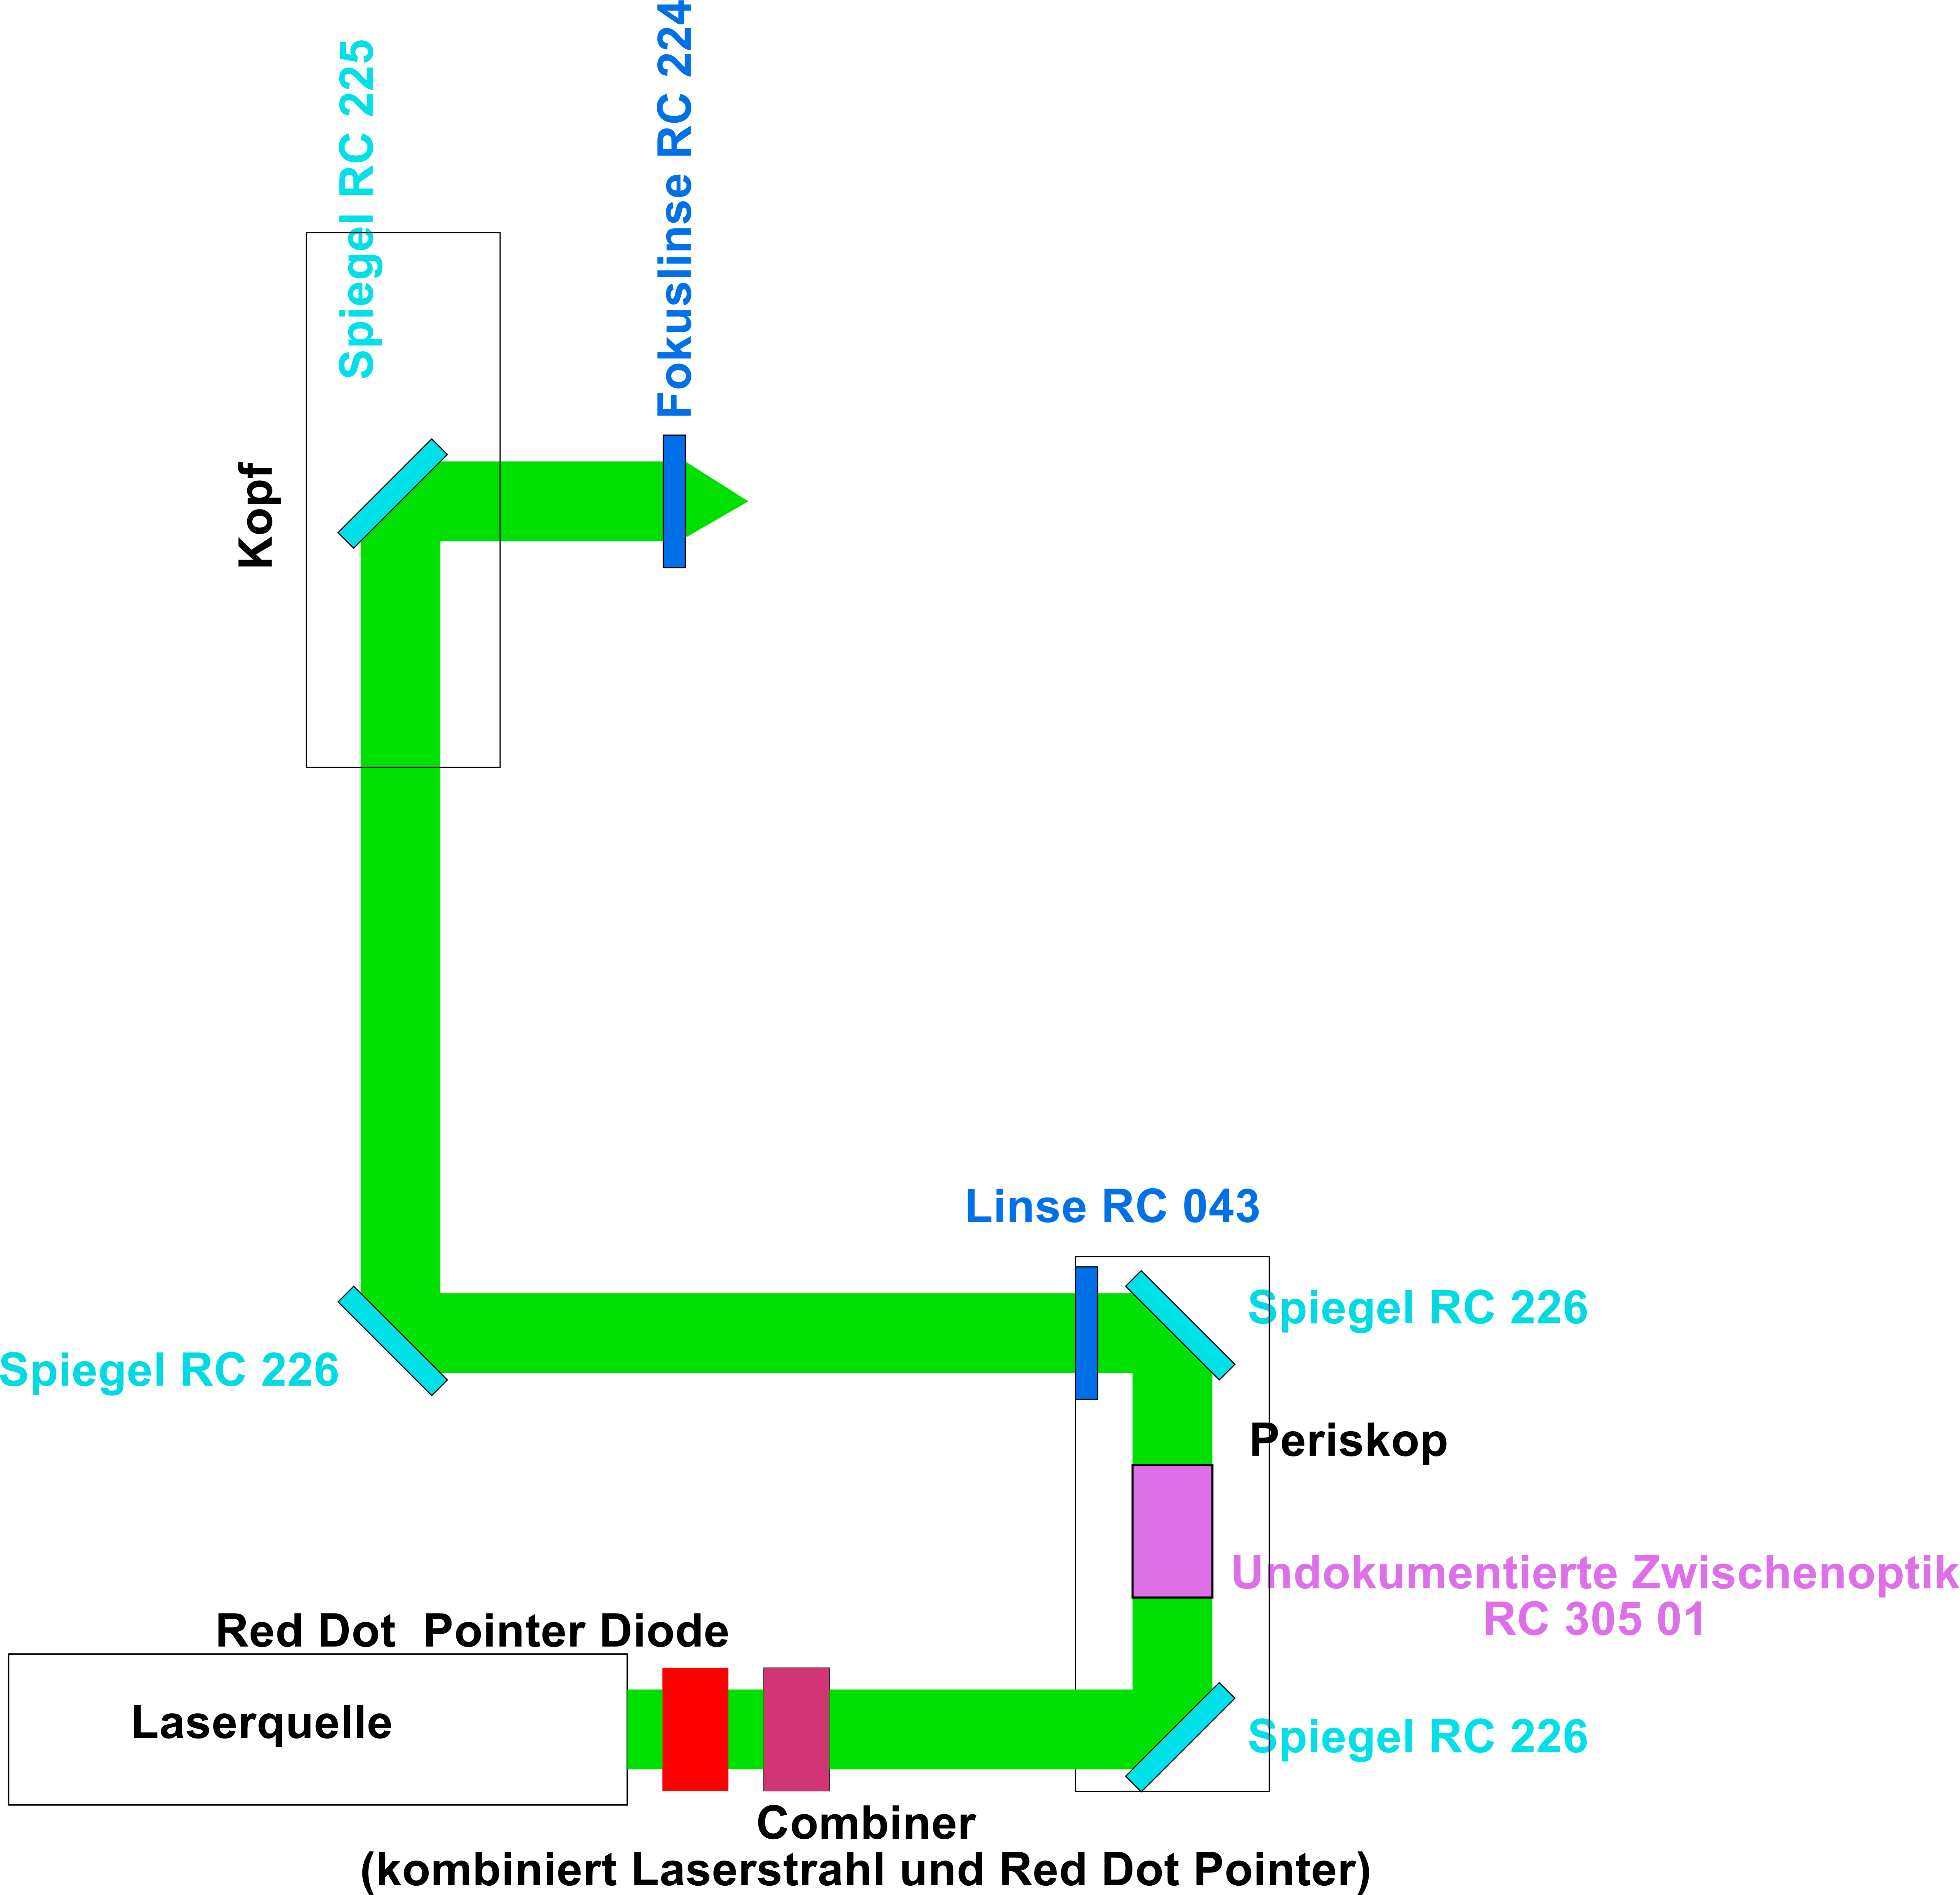 Spiegel RC 225
Fokuslinse RC 224
Kopf
Linse RC 043
Spiegel RC 226
Spiegel RC 226
Periskop
Undokumentierte Zwischenoptik
RC 305 01
Red Dot Pointer Diode
Laserquelle
Spiegel RC 226
Combiner
(kombiniert Laserstrahl und Red Dot Pointer)